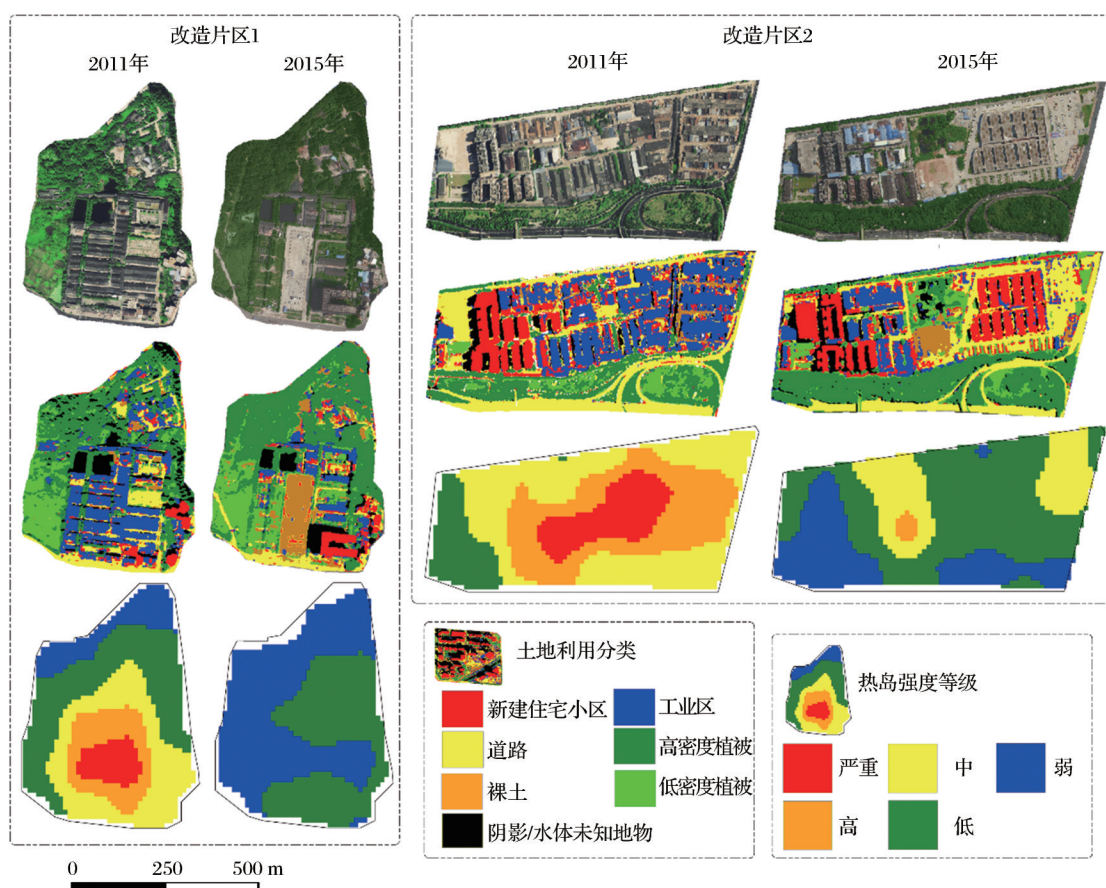 改造片区1
2011年
2015年
改造片区2
2011年
2015年
土地利用分类
新建住宅小区
工业区
道路
高密度植被
裸土
低密度植被
阴影/水体未知地物
热岛强度等级
严重
中
弱
高
低
0 250 500 m